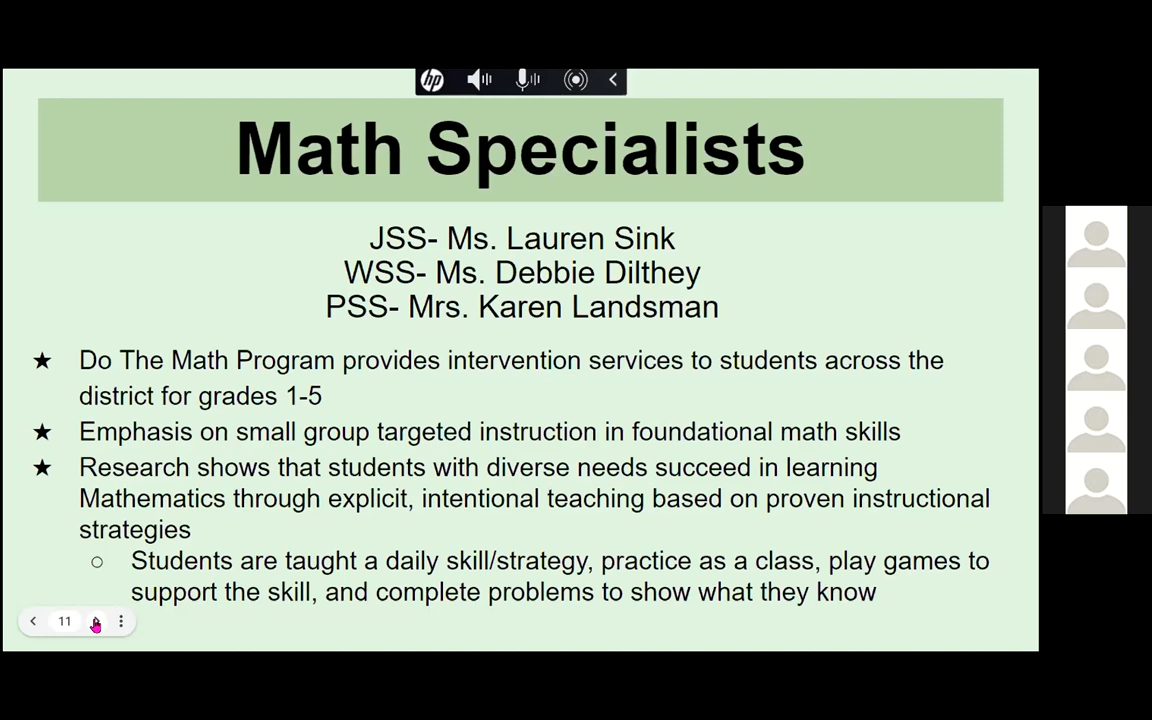 hp
Math Specialists
JSS- Ms. Lauren Sink
WSS- Ms. Debbie Dilthey
PSS- Mrs. Karen Landsman
★ Do The Math Program provides intervention services to students across the
district for grades 1-5
★ Emphasis on small group targeted instruction in foundational math skills
★ Research shows that students with diverse needs succeed in learning
Mathematics through explicit, intentional teaching based on proven instructional
strategies
○ Students are taught a daily skill/strategy, practice as a class, play games to
support the skill, and complete problems to show what they know
11